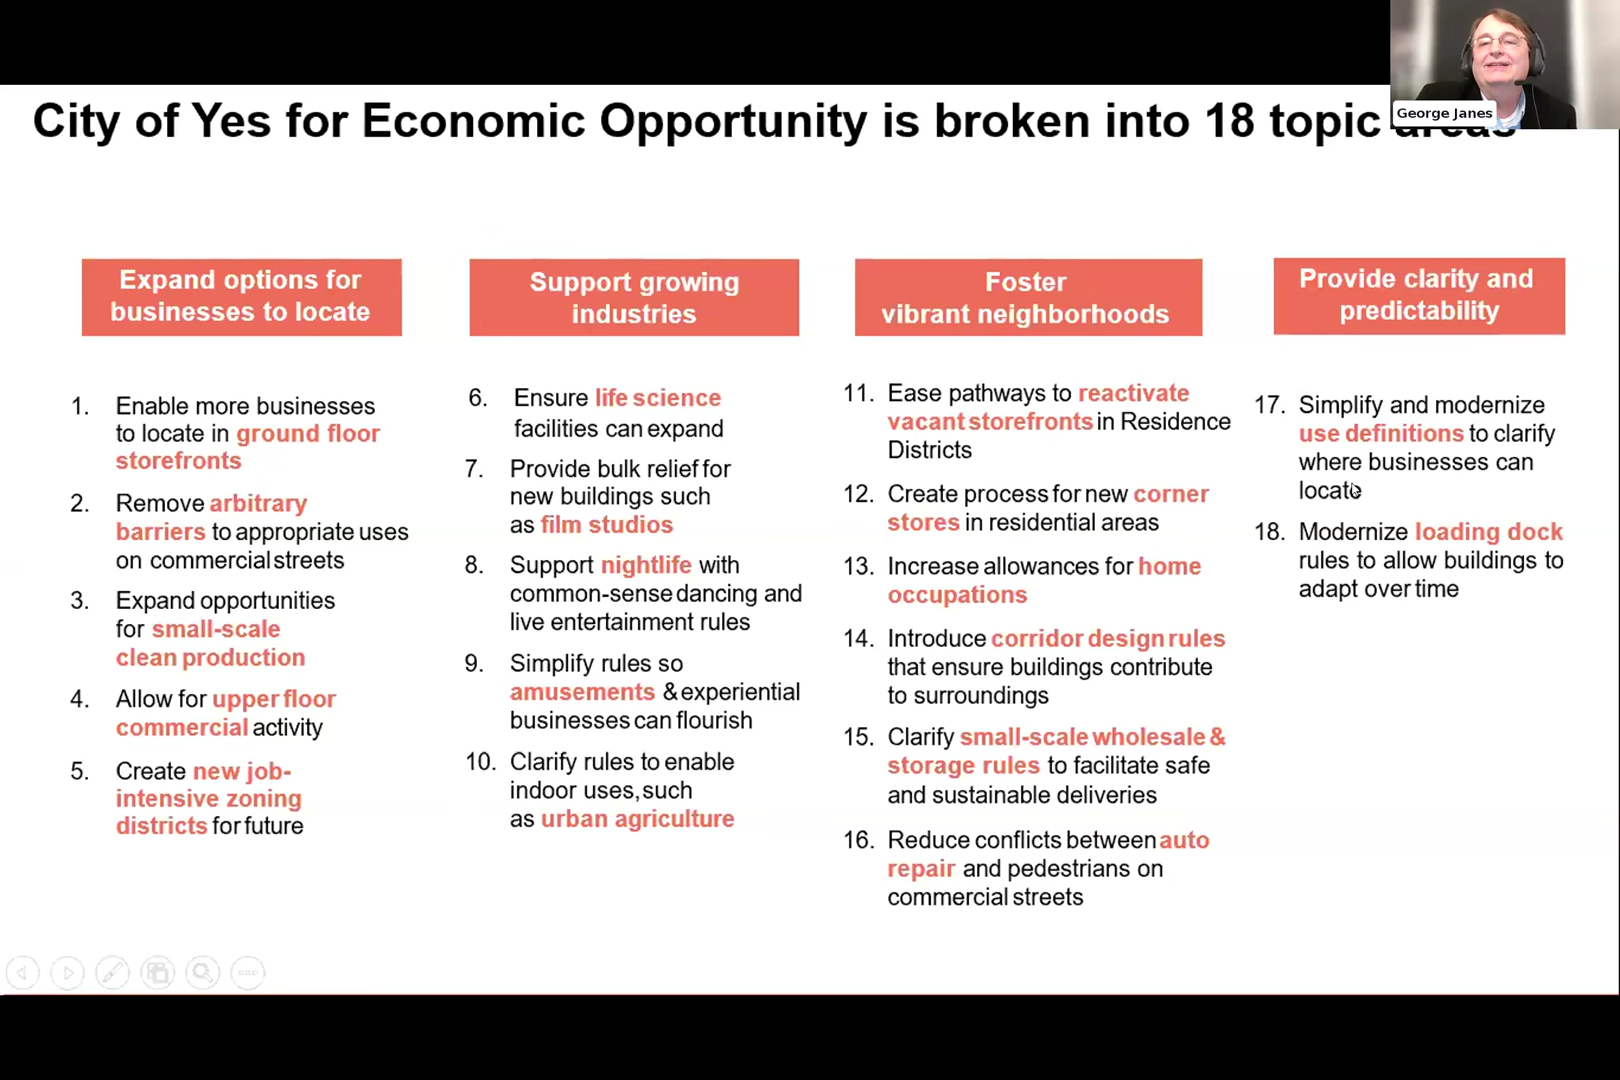 City of Yes for Economic Opportunity is broken into 18 topic
George Janes
Expand options for
businesses to locate
1. Enable more businesses
to locate in ground floor
storefronts
2. Remove arbitrary
barriers to appropriate uses
on commercial streets
3. Expand opportunities
for small-scale
clean production
4. Allow for upper floor
commercial activity
5. Create new job-
intensive zoning
districts for future
Support growing
industries
6. Ensure life science
facilities can expand
7. Provide bulk relief for
new buildings such
as film studios
8. Support nightlife with
common-sense dancing and
live entertainment rules
9. Simplify rules so
amusements & experiential
businesses can flourish
10. Clarify rules to enable
indoor uses, such
as urban agriculture
Foster
vibrant neighborhoods
11. Ease pathways to reactivate
vacant storefronts in Residence
Districts
12. Create process for new corner
stores in residential areas
13. Increase allowances for home
occupations
14. Introduce corridor design rules
that ensure buildings contribute
to surroundings
15. Clarify small-scale wholesale &
storage rules to facilitate safe
and sustainable deliveries
16. Reduce conflicts between auto
repair and pedestrians on
commercial streets
Provide clarity and
predictability
17. Simplify and modernize
use definitions to clarify
where businesses can
locate
18. Modernize loading dock
rules to allow buildings to
adapt over time